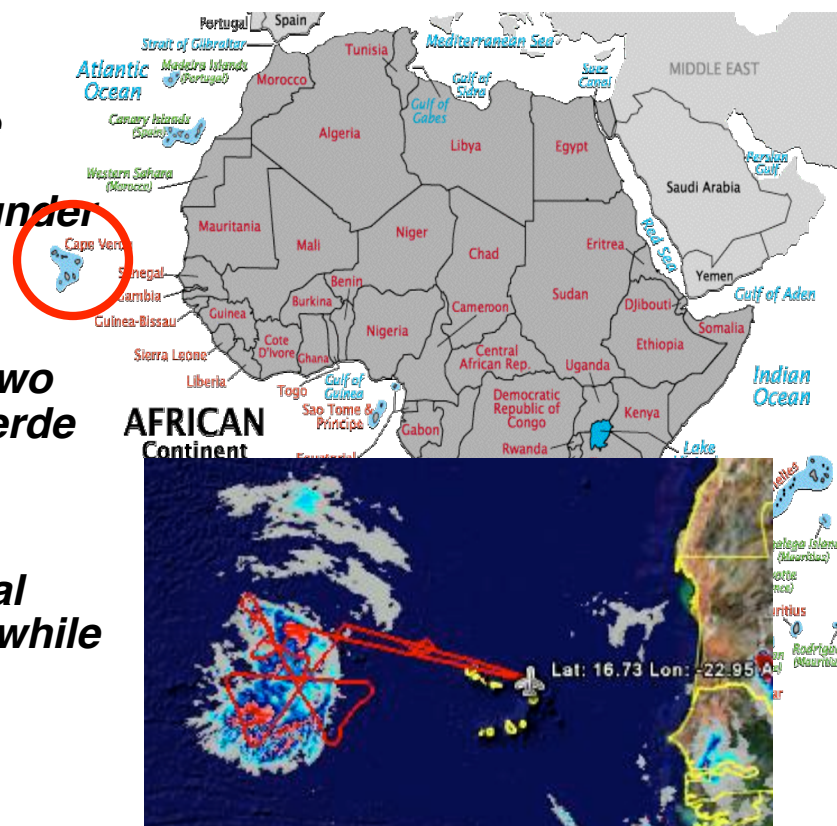 Portugal
Spain
Strait of Gibraltar
Tunisia
Mediterranean Sea
Atlantic
Ocean
Madeira Islands
(Portugal)
Morocco
Gulf of
Sidra
Suez
Canal
MIDDLE EAST
Gulf of
Gabes
Canary Islands
(Spain)
Algeria
Libya
Egypt
Persian
Gulf
Western Sahara
(Morocco)
Saudi Arabia
under
Mauritania
Cape Verde
Mali
Niger
Chad
Red Sea
Eritrea
Senegal
Yemen
Gambia
Benin
Burkina
Sudan
Djibouti
Gulf of Aden
Guinea-Bissau
Guinea
Cameroon
Nigeria
Somalia
Cote
D'Ivore
Ghana
Ethiopia
Sierra Leone
Central
African Rep.
Uganda
Liberia
Togo
Gulf of
Guinea
Indian
Ocean
wo
erde
AFRICAN
Continent
Sao Tome &
Principe
Gabon
Democratic
Republic of
Congo
Kenya
Rwanda
Lake
al
while
Lat: 16.73 Lon: -22.95 A
(Mauritius)
(Mauritius